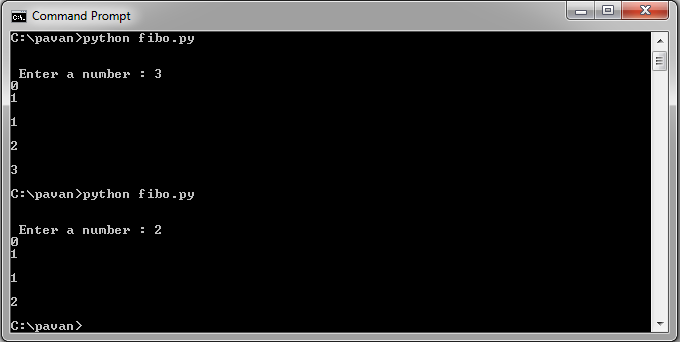 Command Prompt
C:\pavan>python fibo.py
Enter a number : 3
0
1
1
2
3
C:\pavan>python fibo.py
Enter a number : 2
0
1
1
2
C:\pavan>